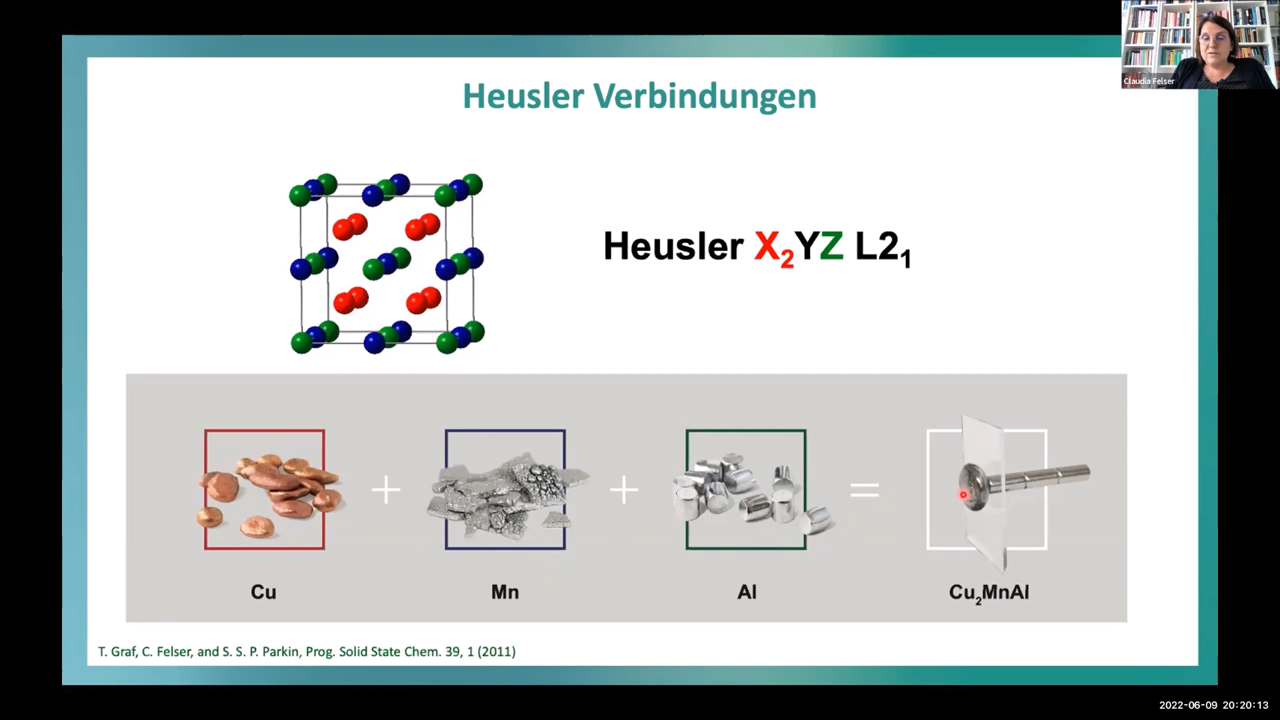 Claudia Felser
Heusler Verbindungen
Heusler X₂YZ L2₁
Cu + Mn + Al = Cu₂MnAl
T. Graf, C. Felser, and S. S. P. Parkin, Prog. Solid State Chem. 39, 1 (2011)
2022-06-09 20:20:13